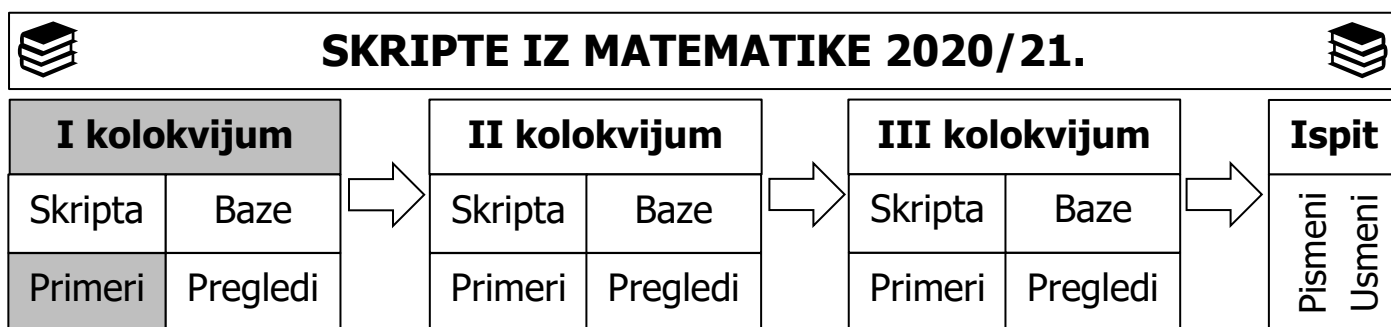 SKRIPTE IZ MATEMATIKE 2020/21.
I kolokvijum
II kolokvijum
III kolokvijum
Ispit
Skripta
Baze
Skripta
Baze
Skripta
Baze
Primeri
Pregledi
Primeri
Pregledi
Primeri
Pregledi
Pismeni
Usmeni